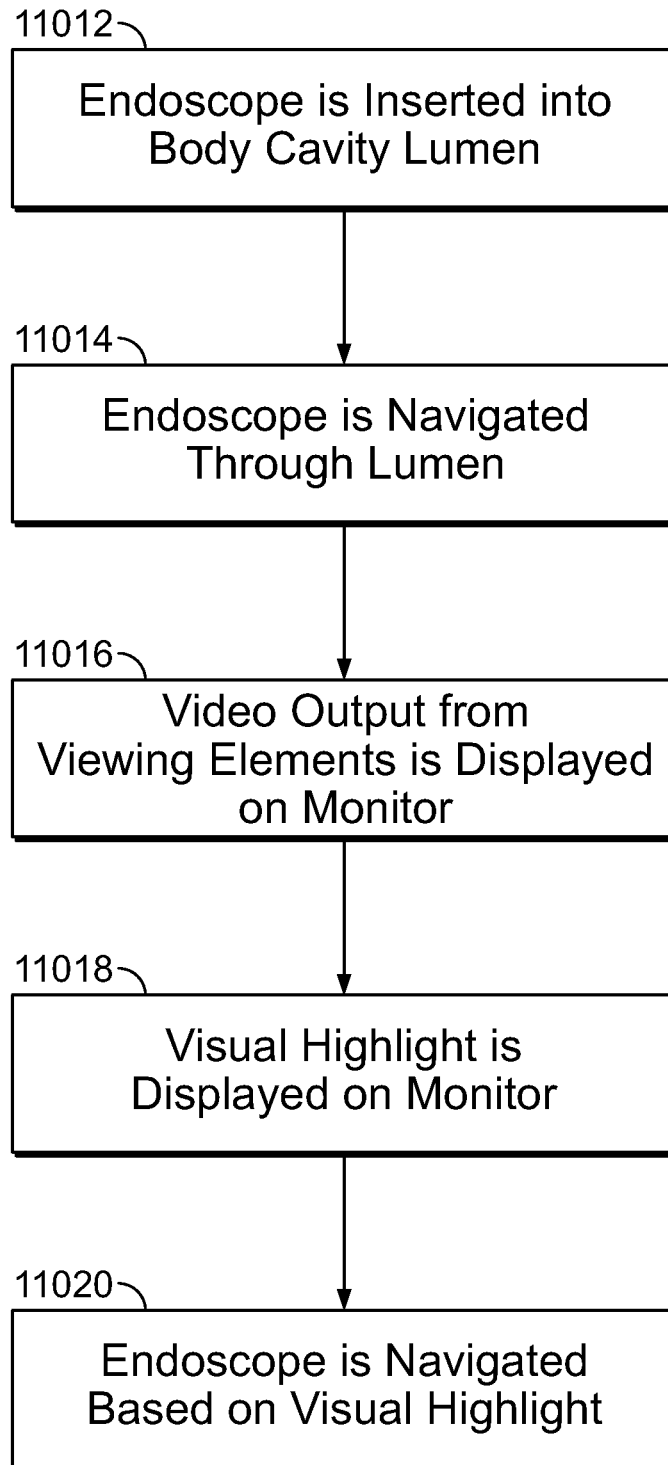 11012
Endoscope is Inserted into
Body Cavity Lumen
11014
Endoscope is Navigated
Through Lumen
11016
Video Output from
Viewing Elements is Displayed
on Monitor
11018
Visual Highlight is
Displayed on Monitor
11020
Endoscope is Navigated
Based on Visual Highlight